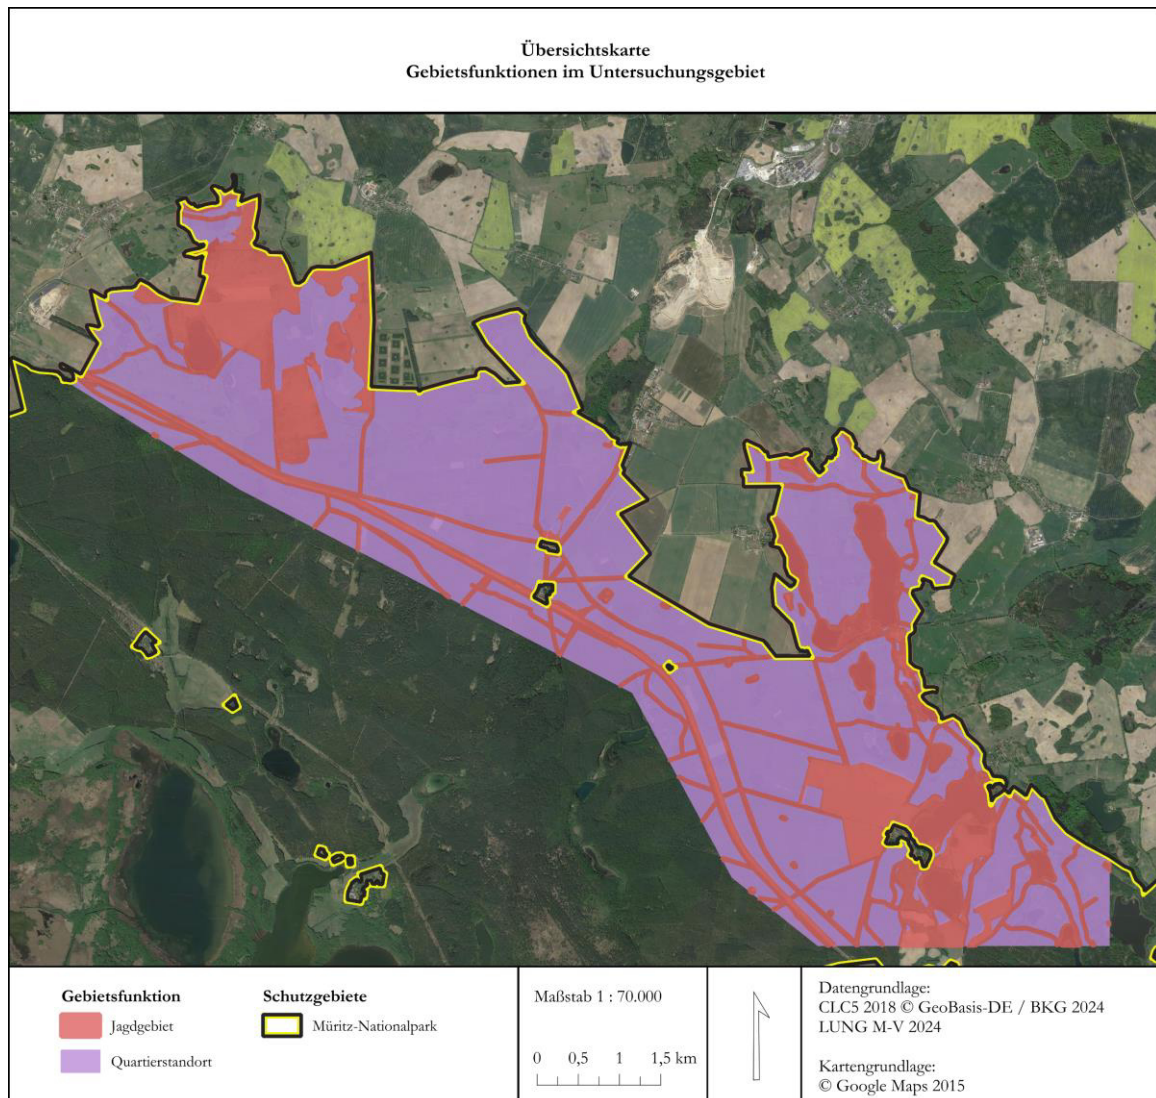 Übersichtskarte
Gebietsfunktionen im Untersuchungsgebiet
Gebietsfunktion
Jagdgebiet
Quartierstandort
Schutzgebiete
Müritz-Nationalpark
Maßstab 1 : 70.000
0 0,5 1 1,5 km
Datengrundlage:
CLC5 2018 © GeoBasis-DE / BKG 2024
LUNG M-V 2024
Kartengrundlage:
© Google Maps 2015